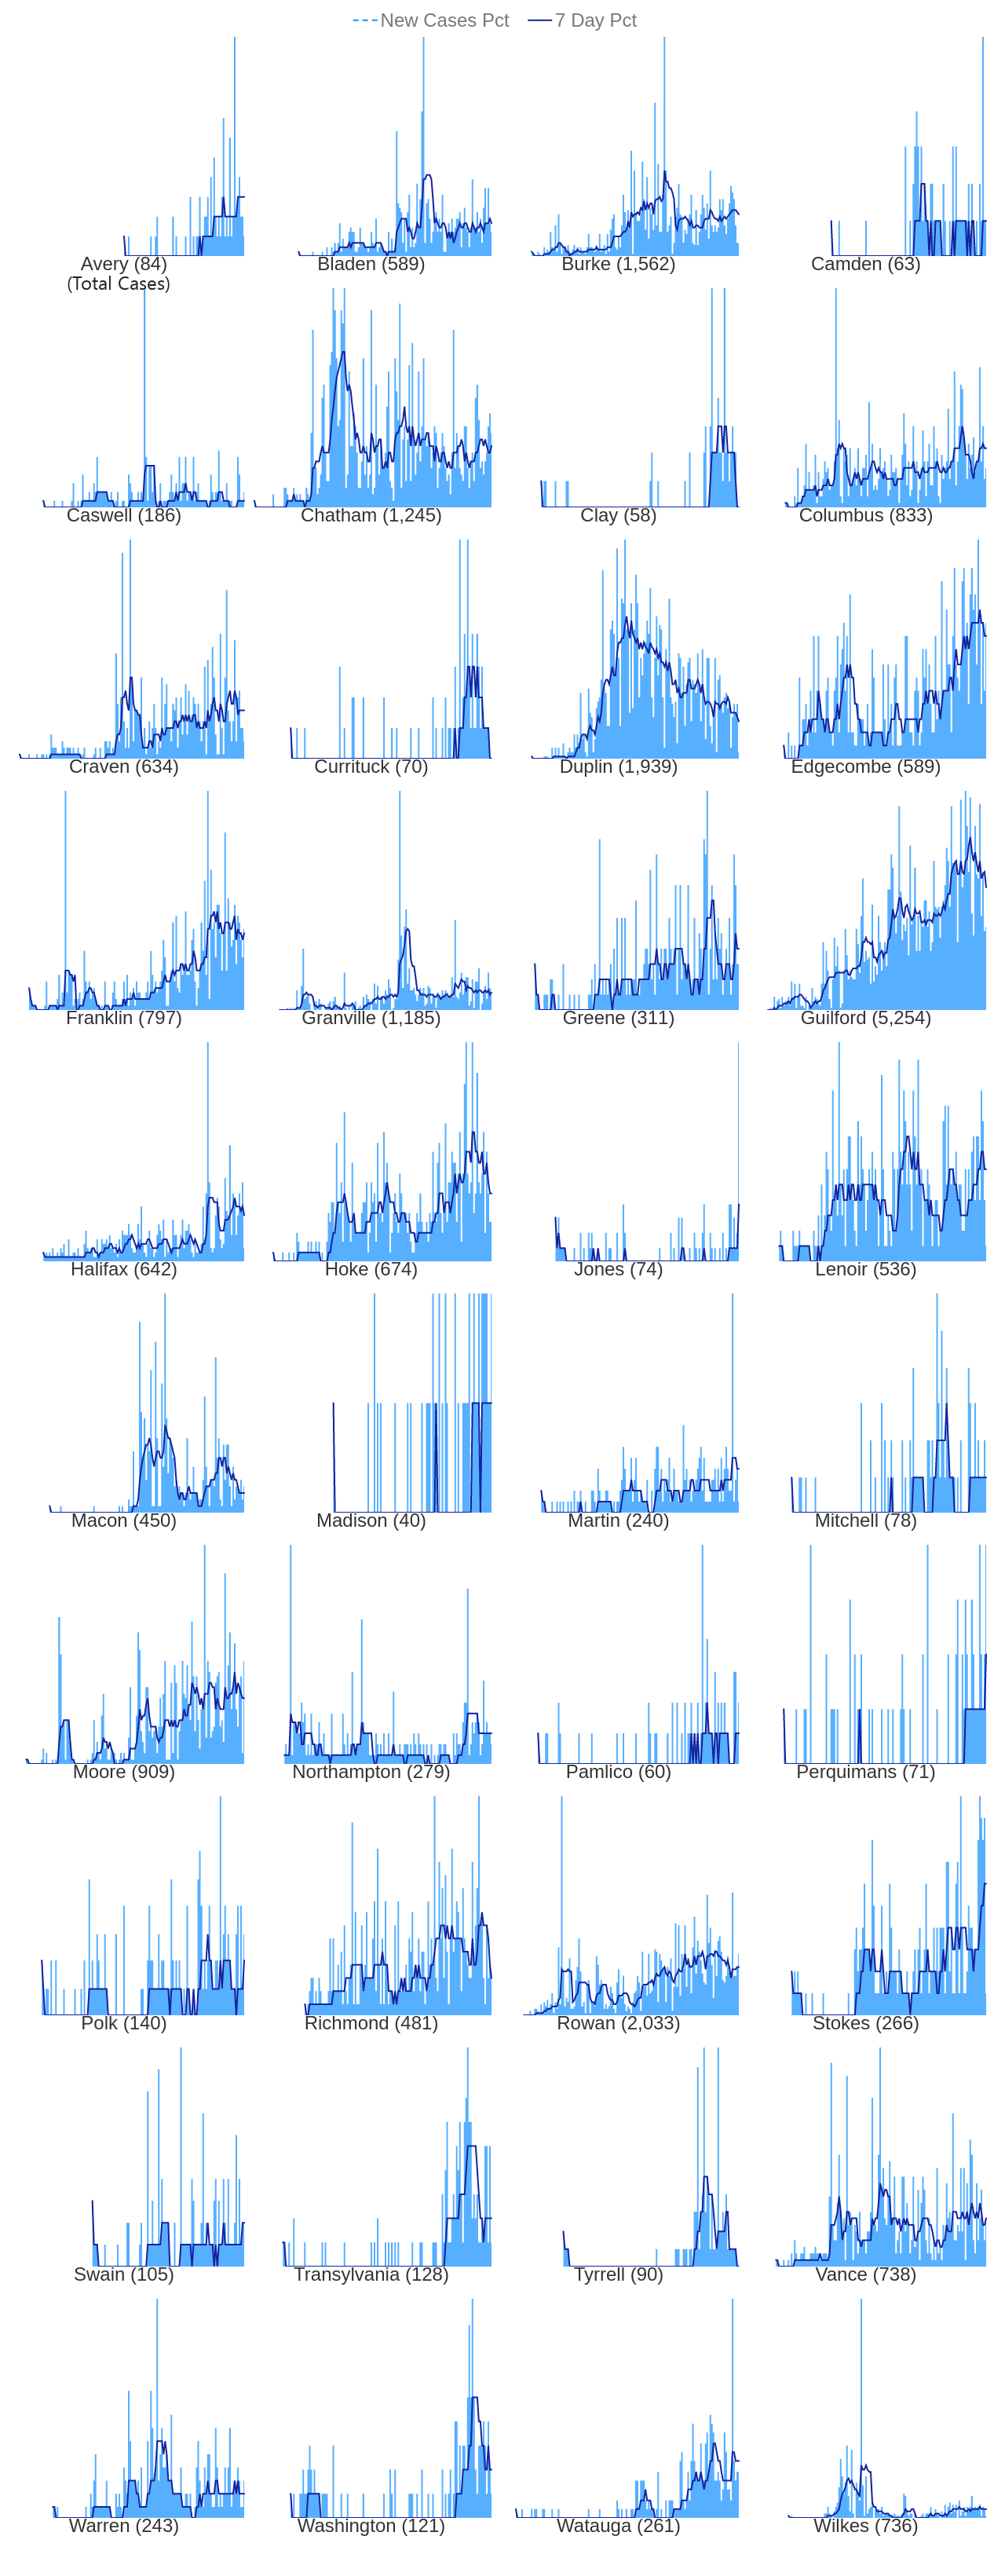 New Cases Pct 7 Day Pct
Avery (84) Bladen (589) Burke (1,562) Camden (63)
(Total Cases)
Caswell (186) Chatham (1,245) Clay (58) Columbus (833)
Craven (634) Currituck (70) Duplin (1,939) Edgecombe (589)
Franklin (797) Granville (1,185) Greene (311) Guilford (5,254)
Halifax (642) Hoke (674) Jones (74) Lenoir (536)
Macon (450) Madison (40) Martin (240) Mitchell (78)
Moore (909) Northampton (279) Pamlico (60) Perquimans (71)
Polk (140) Richmond (481) Rowan (2,033) Stokes (266)
Swain (105) Transylvania (128) Tyrrell (90) Vance (738)
Warren (243) Washington (121) Watauga (261) Wilkes (736)